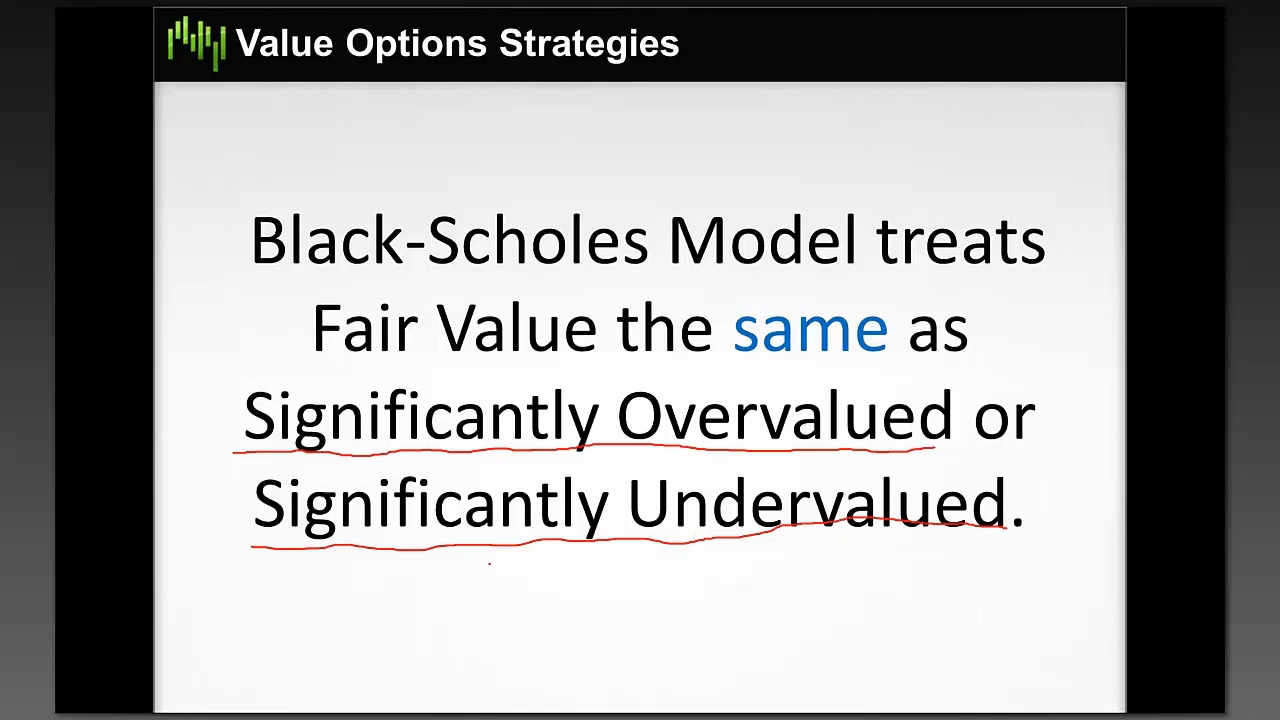 Value Options Strategies
Black-Scholes Model treats
Fair Value the same as
Significantly Overvalued or
Significantly Undervalued.